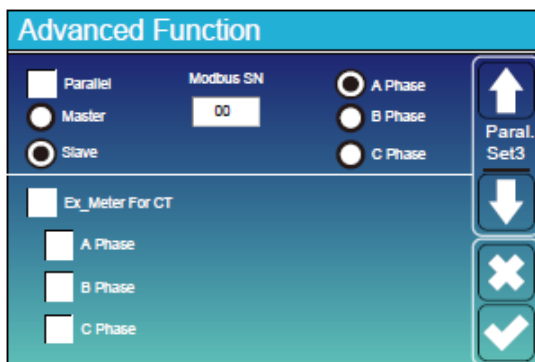 Advanced Function
Parallel
Modbus SN
A Phase
Master
00
B Phase
Slave
C Phase
Paral.
Set3
Ex_Meter For CT
A Phase
B Phase
C Phase